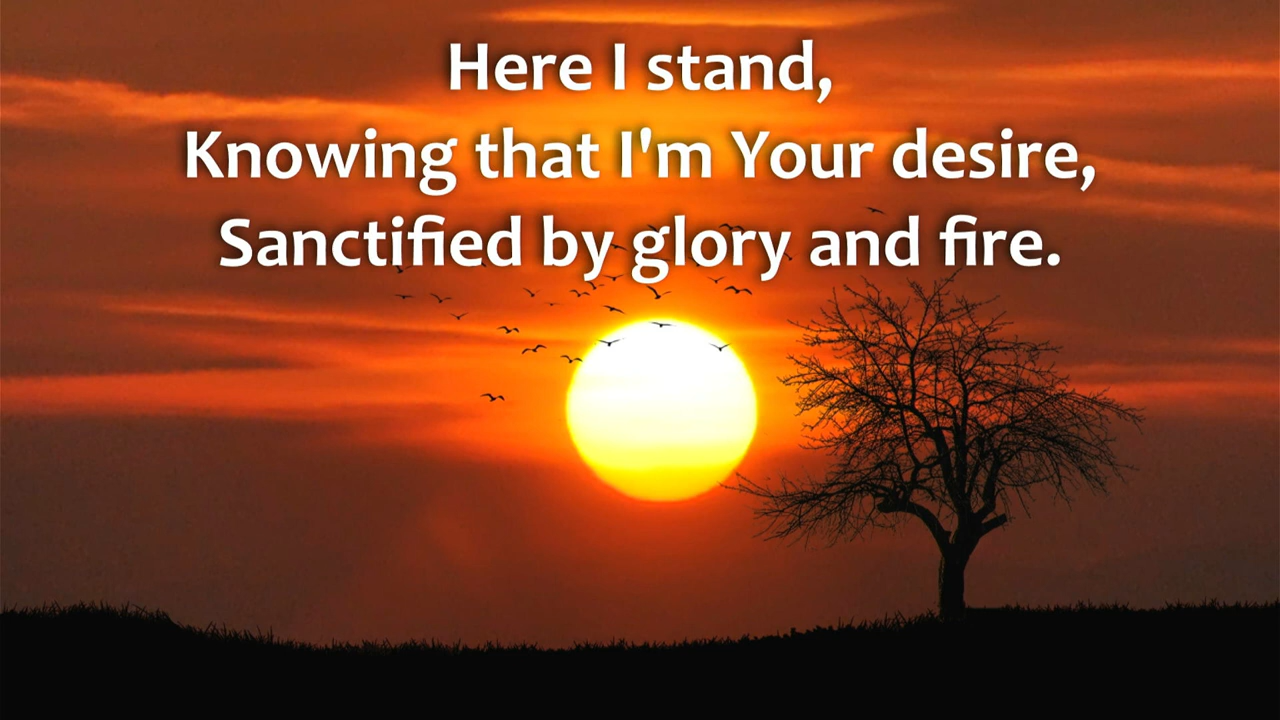 Here I stand,
Knowing that I'm Your desire,
Sanctified by glory and fire.